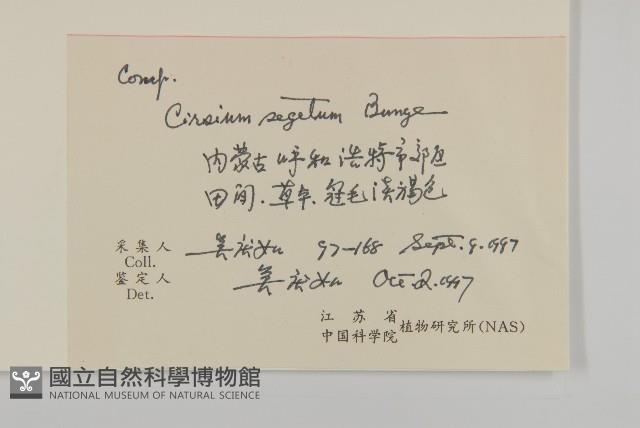 Comp.
Cirsium segetum Bunge
内蒙古 呼和浩特市郊区
田间.草本.冠毛淡褐色
采集人
Coll.
97-168 Sept. 9. 1997
鉴定人
Det.
Oct. 2. 1997
江苏省
中国科学院 植物研究所(NAS)
國立自然科學博物館
NATIONAL MUSEUM OF NATURAL SCIENCE